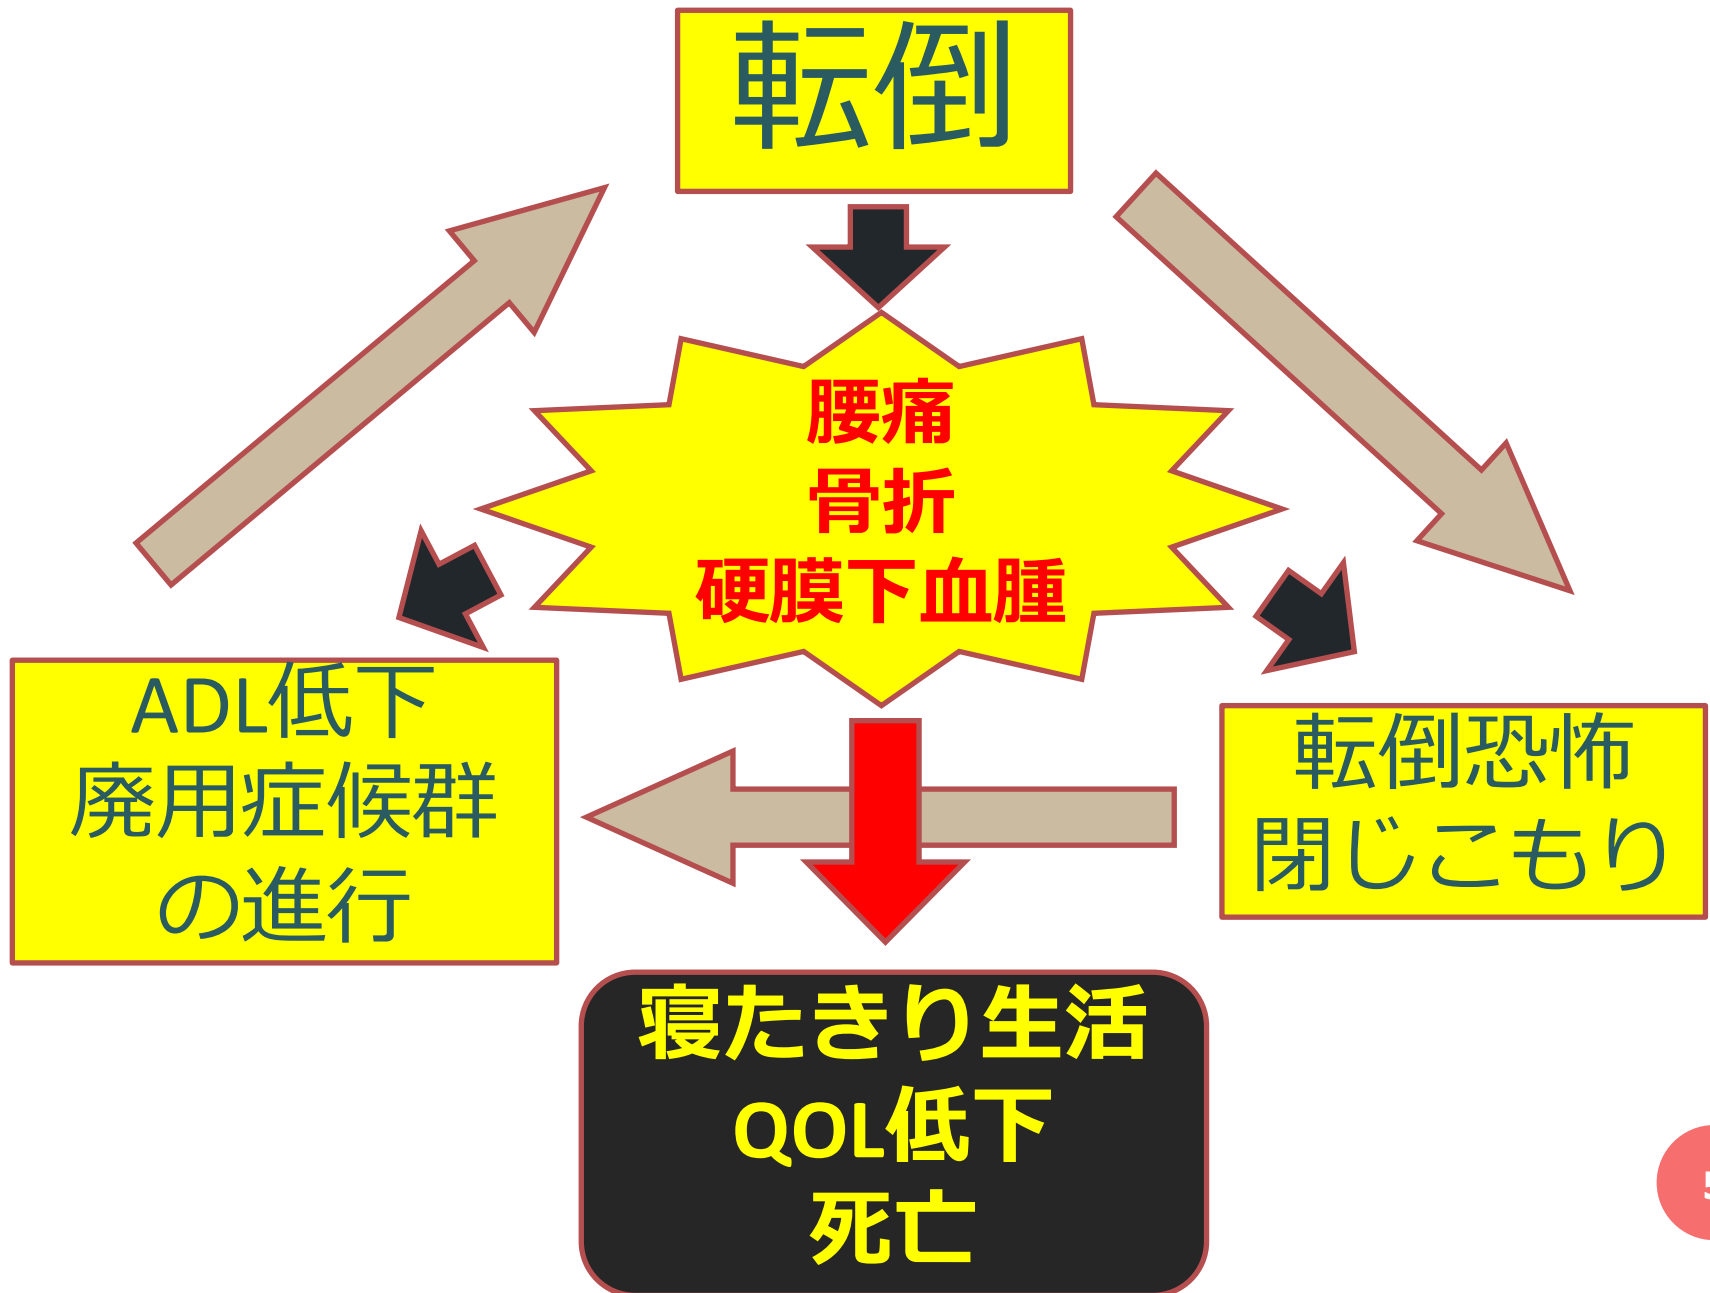 転倒
腰痛
骨折
硬膜下血腫
ADL低下
廃用症候群
の進行
転倒恐怖
閉じこもり
寝たきり生活
QOL低下
死亡